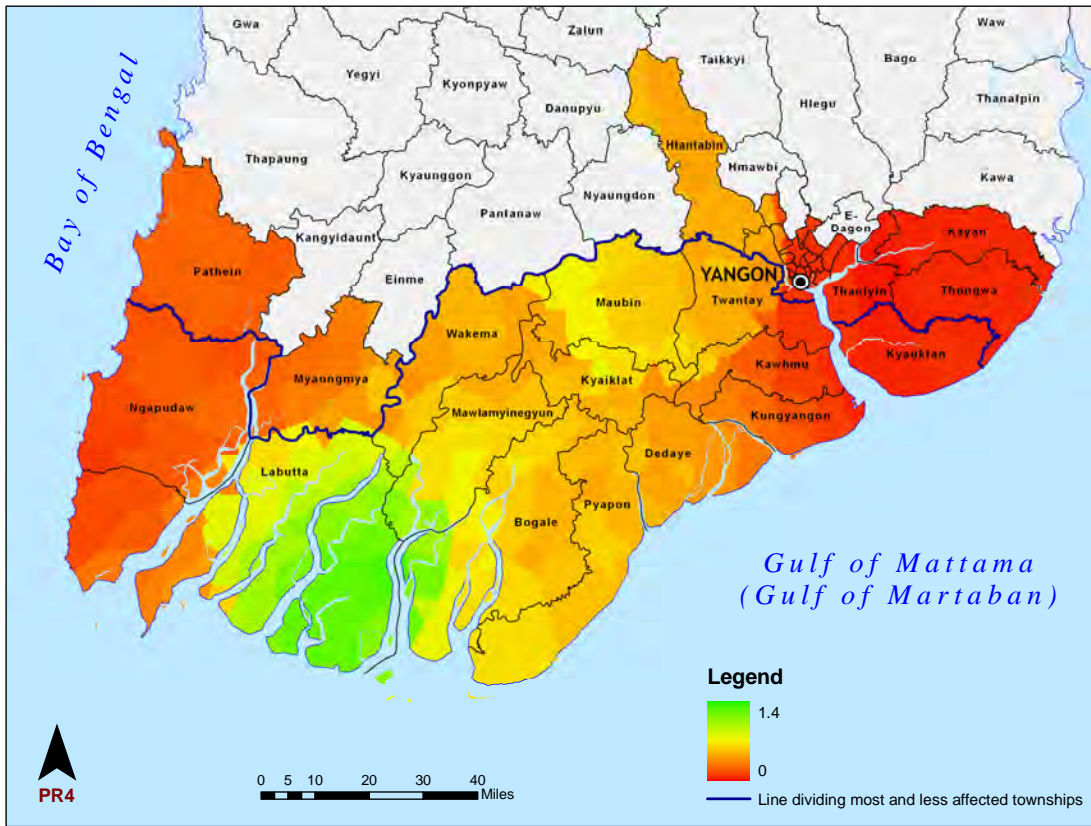 Gwa
Zalun
Waw
Taikkyi
Bago
Yegyi
Kyonpyaw
Danupyu
Hlegu
Thanatpin
Bay of Bengal
Htantabin
Thapaung
Hmawbi
Kyaunggon
Nyaungdon
Kawa
Pantanaw
E-
Dagon
Kangyidaunt
Kayan
Pathein
Einme
YANGON
Thanlyin
Thongwa
Maubin
Twantay
Wakema
Kyauktan
Kawhmu
Myaungmya
Kyaiklat
Ngapudaw
Mawlamyinegyun
Kungyangon
Dedaye
Labutta
Pyapon
Bogale
Gulf of Mattama
(Gulf of Martaban)
Legend
1.4
0
Line dividing most and less affected townships
PR4
0 5 10 20 30 40
Miles